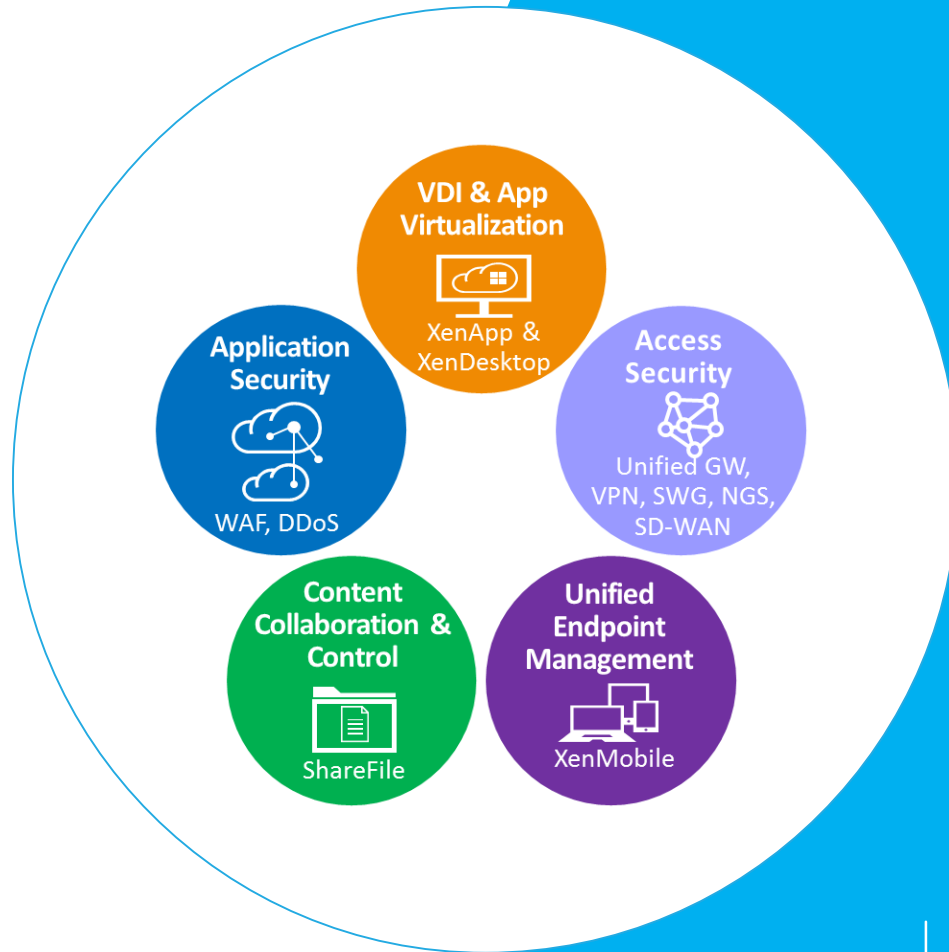 VDI & App
Virtualization
XenApp &
XenDesktop
Application
Security
WAF, DDoS
Access
Security
Unified GW,
VPN, SWG, NGS,
SD-WAN
Content
Collaboration &
Control
ShareFile
Unified
Endpoint
Management
XenMobile